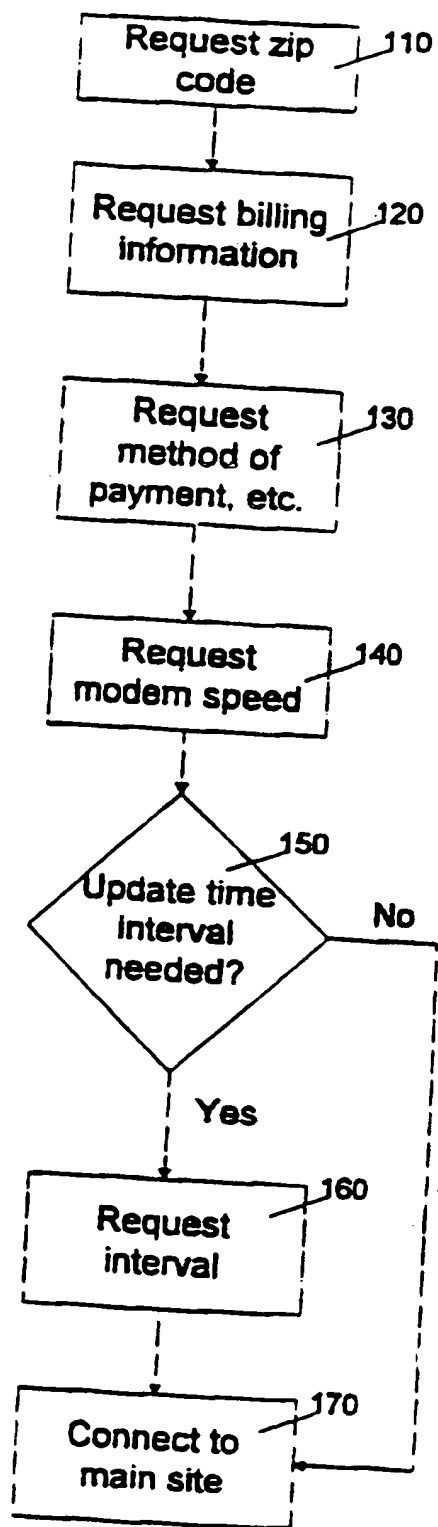 Request zip
code
110
Request billing
information
120
Request
method of
payment, etc.
130
Request
modem speed
140
150
Update time
interval
needed?
No
Yes
Request
interval
160
Connect to
main site
170